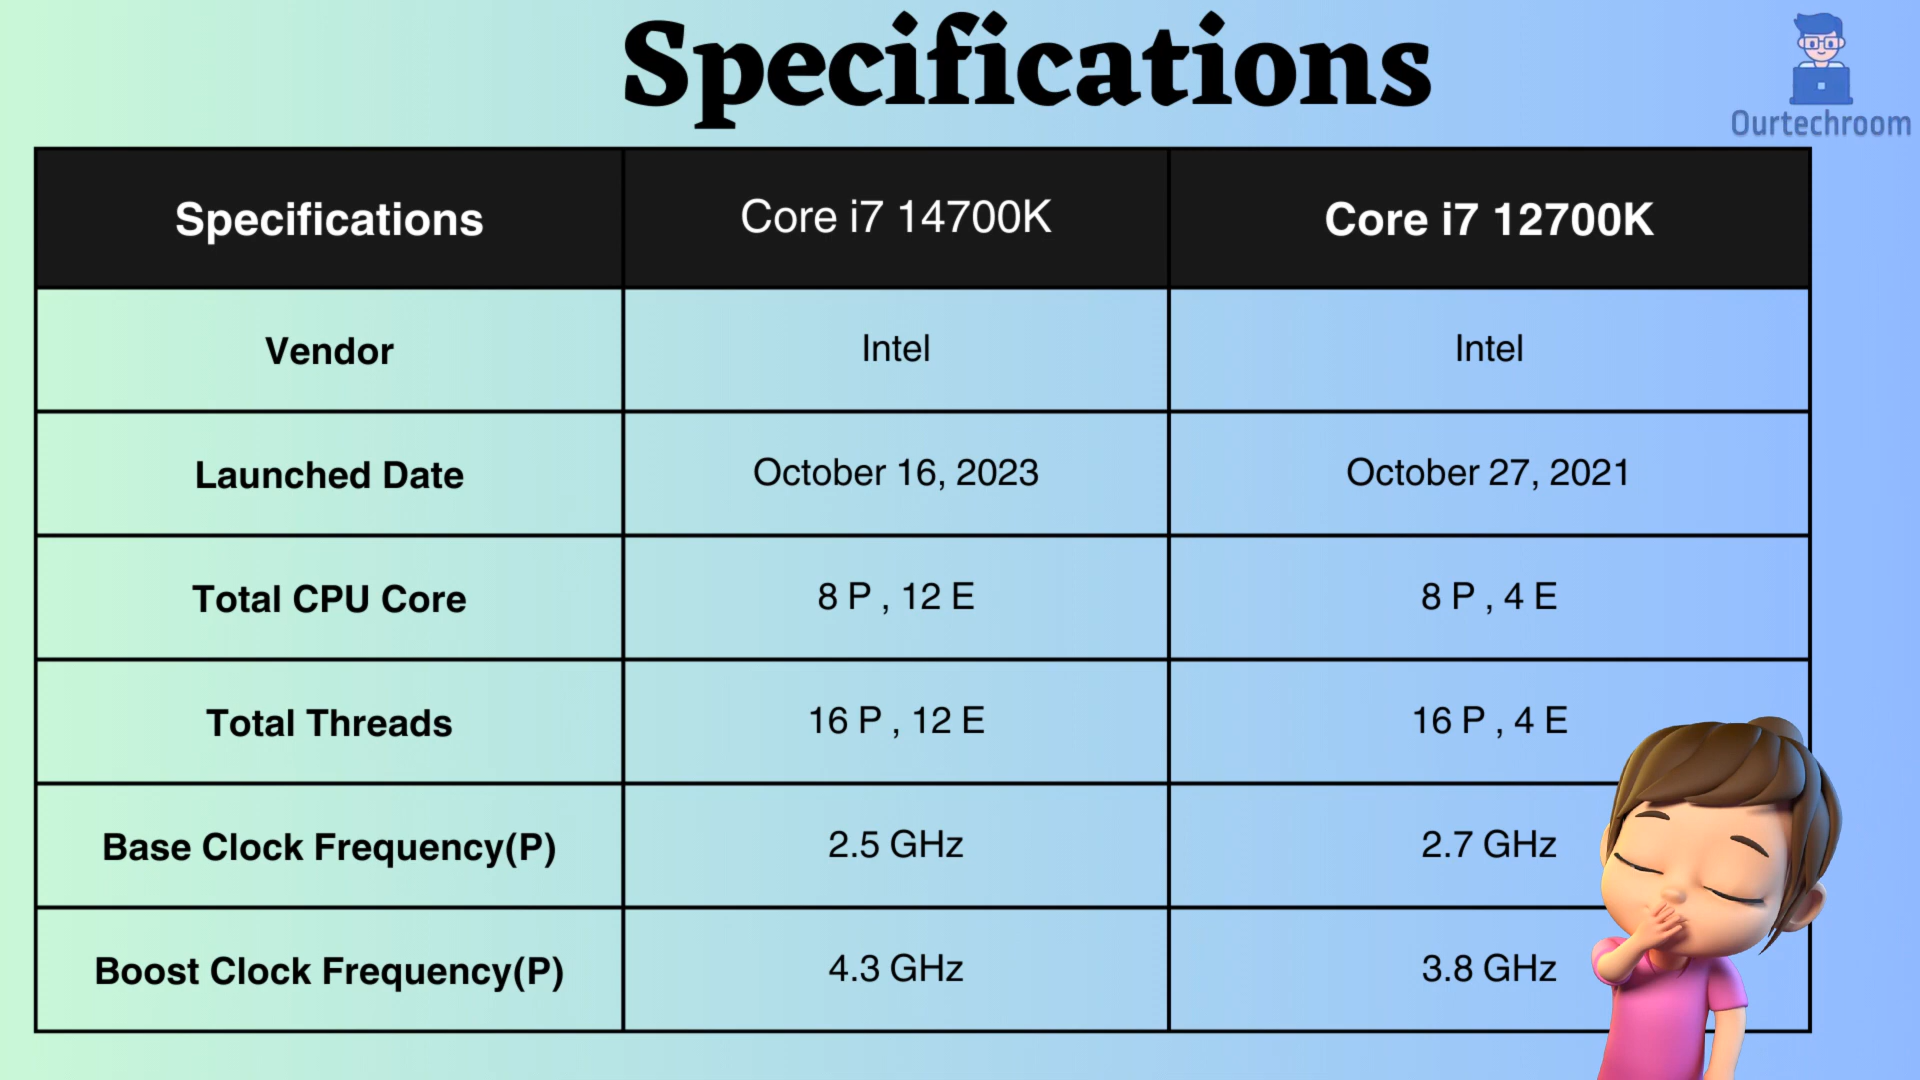 Specifications
Ourtechroom
Specifications Core i7 14700K Core i7 12700K
Vendor Intel Intel
Launched Date October 16, 2023 October 27, 2021
Total CPU Core 8 P , 12 E 8 P , 4 E
Total Threads 16 P , 12 E 16 P , 4 E
Base Clock Frequency(P) 2.5 GHz 2.7 GHz
Boost Clock Frequency(P) 4.3 GHz 3.8 GHz